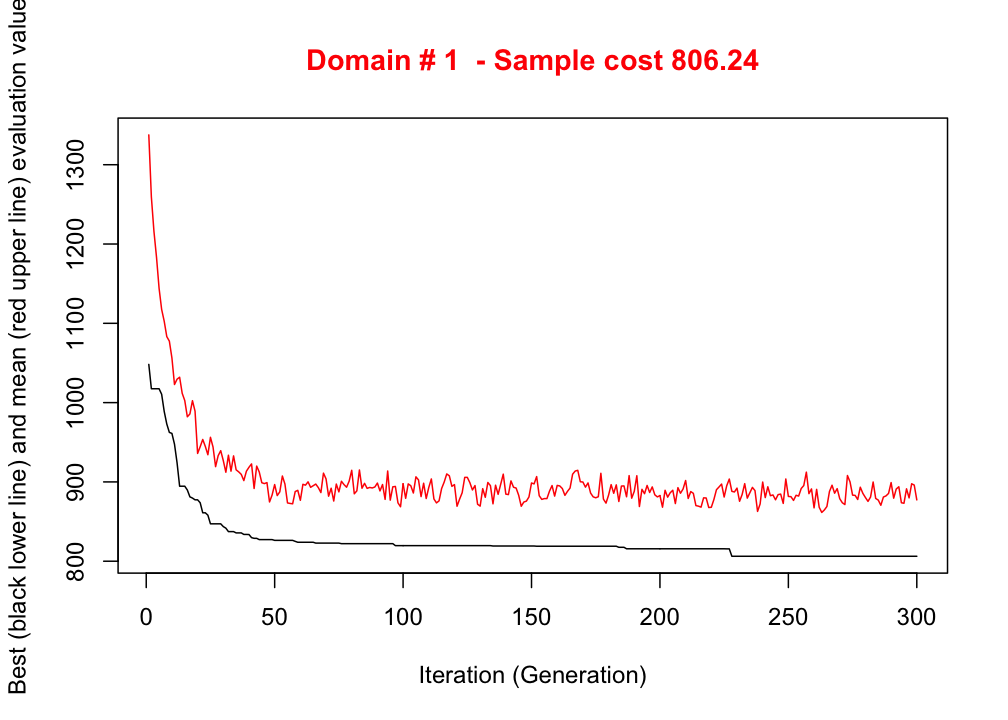 Domain # 1  - Sample cost 806.24
Best (black lower line) and mean (red upper line) evaluation value
1300
1200
1100
1000
900
800
0 50 100 150 200 250 300
Iteration (Generation)